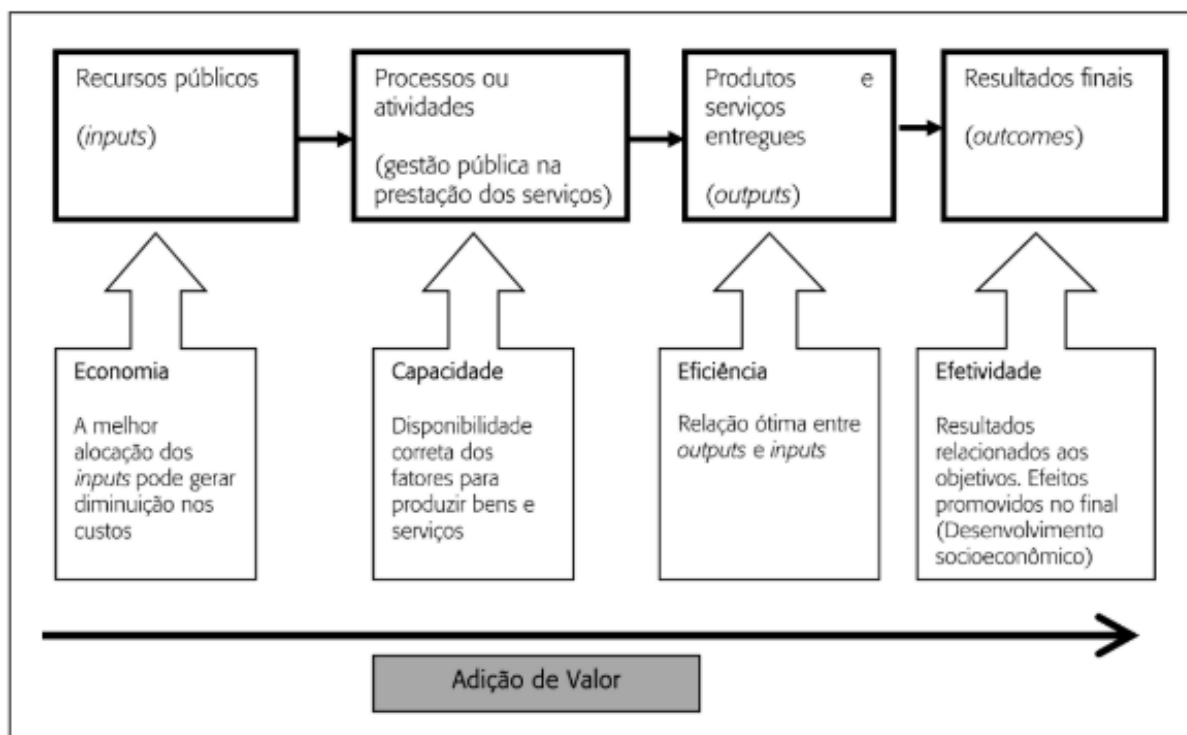 Recursos públicos
(inputs)
Processos ou
atividades
(gestão pública na
prestação dos serviços)
Produtos e
serviços
entregues
(outputs)
Resultados finais
(outcomes)
Economia
A melhor
alocação dos
inputs pode gerar
diminuição nos
custos
Capacidade
Disponibilidade
correta dos
fatores para
produzir bens e
serviços
Eficiência
Relação ótima entre
outputs e inputs
Efetividade
Resultados
relacionados aos
objetivos. Efeitos
promovidos no final
(Desenvolvimento
socioeconômico)
Adição de Valor